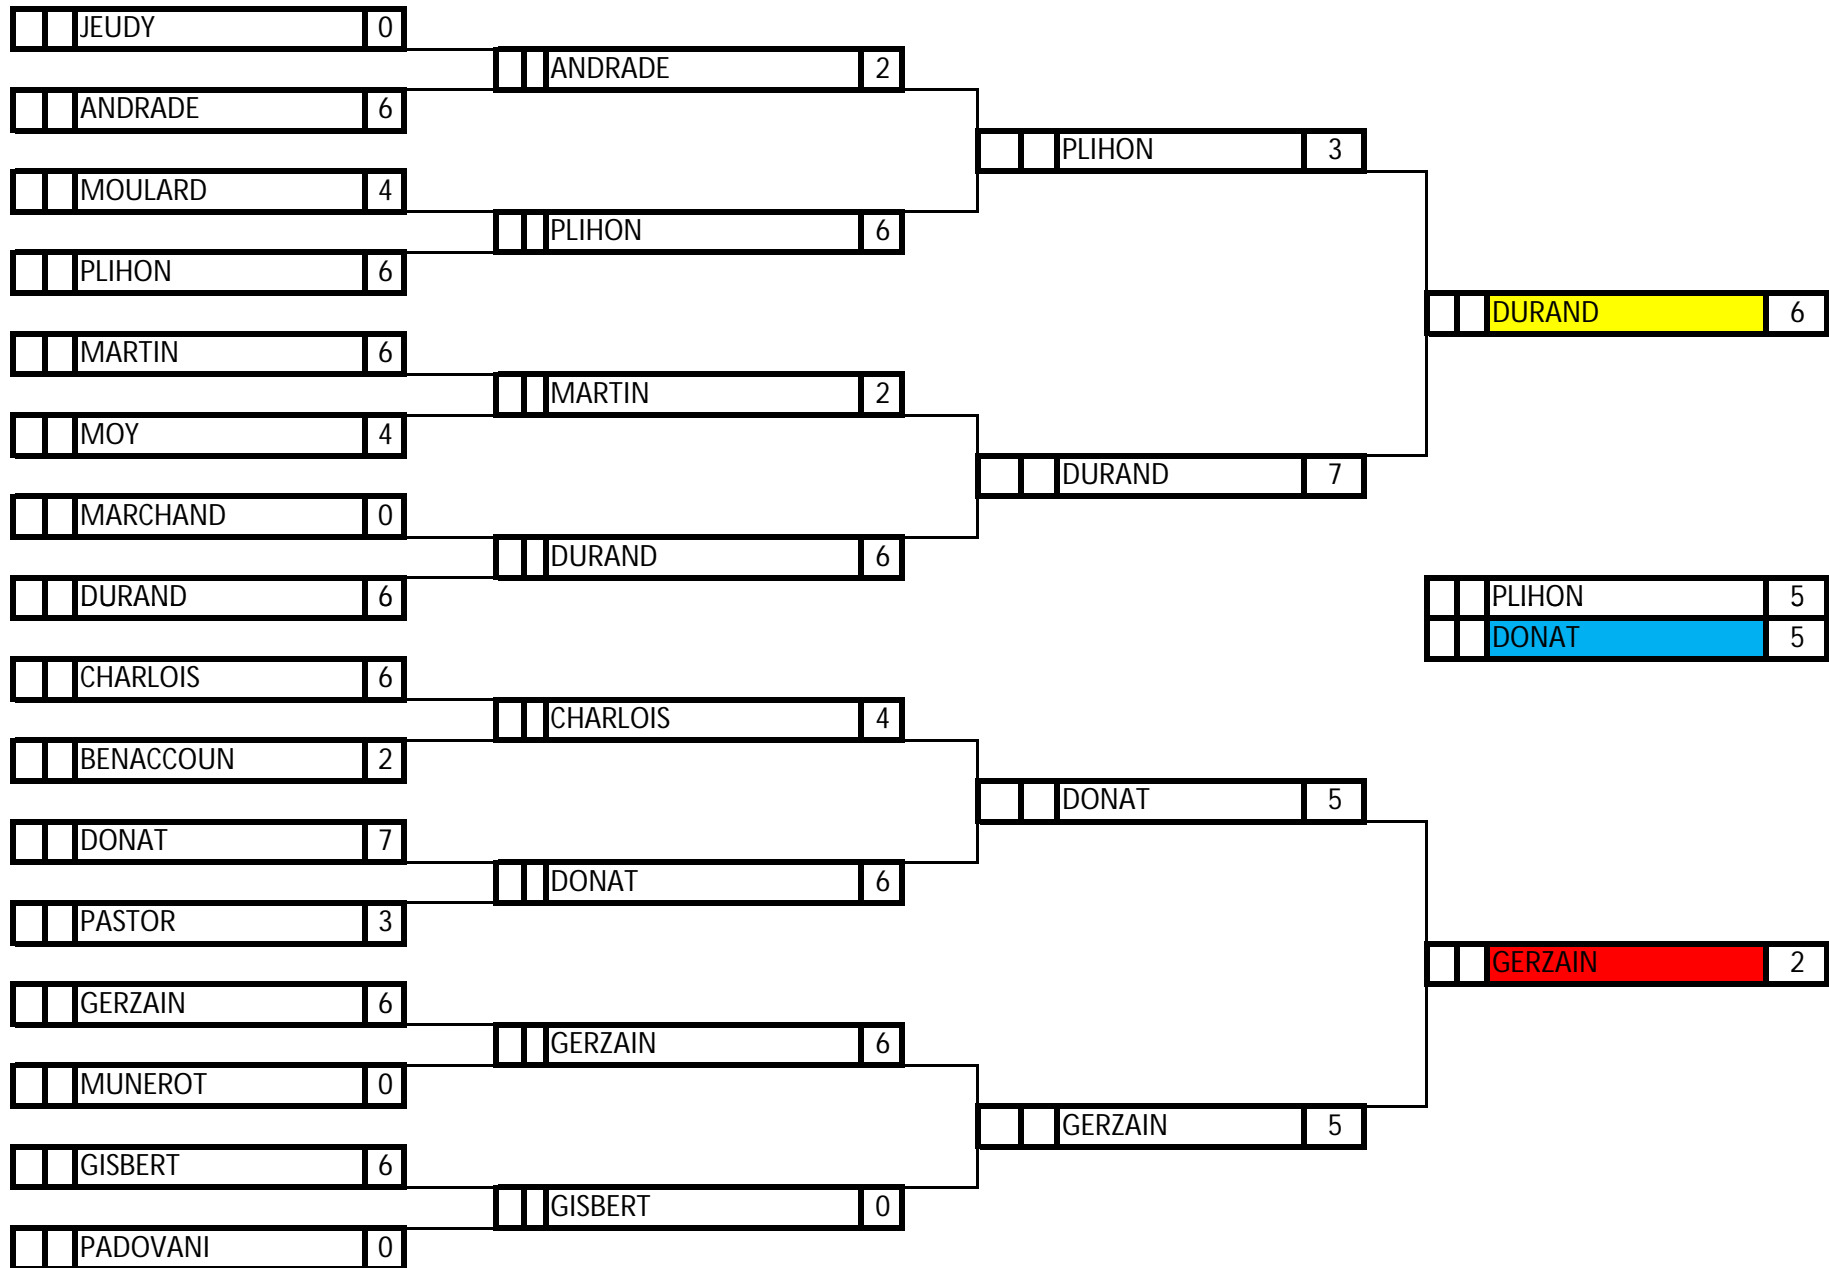 JEUDY 0
ANDRADE 6
MOULARD 4
PLIHON 6
MARTIN 6
MOY 4
MARCHAND 0
DURAND 6
CHARLOIS 6
BENACCOUN 2
DONAT 7
PASTOR 3
GERZAIN 6
MUNEROT 0
GISBERT 6
PADOVANI 0
ANDRADE 2
PLIHON 6
MARTIN 2
DURAND 6
CHARLOIS 4
DONAT 6
GERZAIN 6
GISBERT 0
PLIHON 3
DURAND 7
DONAT 5
GERZAIN 5
DURAND 6
PLIHON 5
DONAT 5
GERZAIN 2